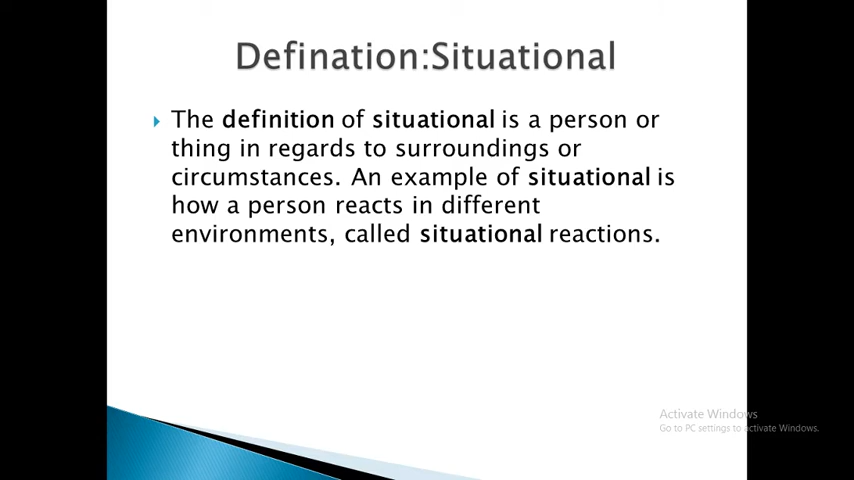 Defination:Situational
The definition of situational is a person or
thing in regards to surroundings or
circumstances. An example of situational is
how a person reacts in different
environments, called situational reactions.
Activate Windows
Go to PC settings to activate Windows.